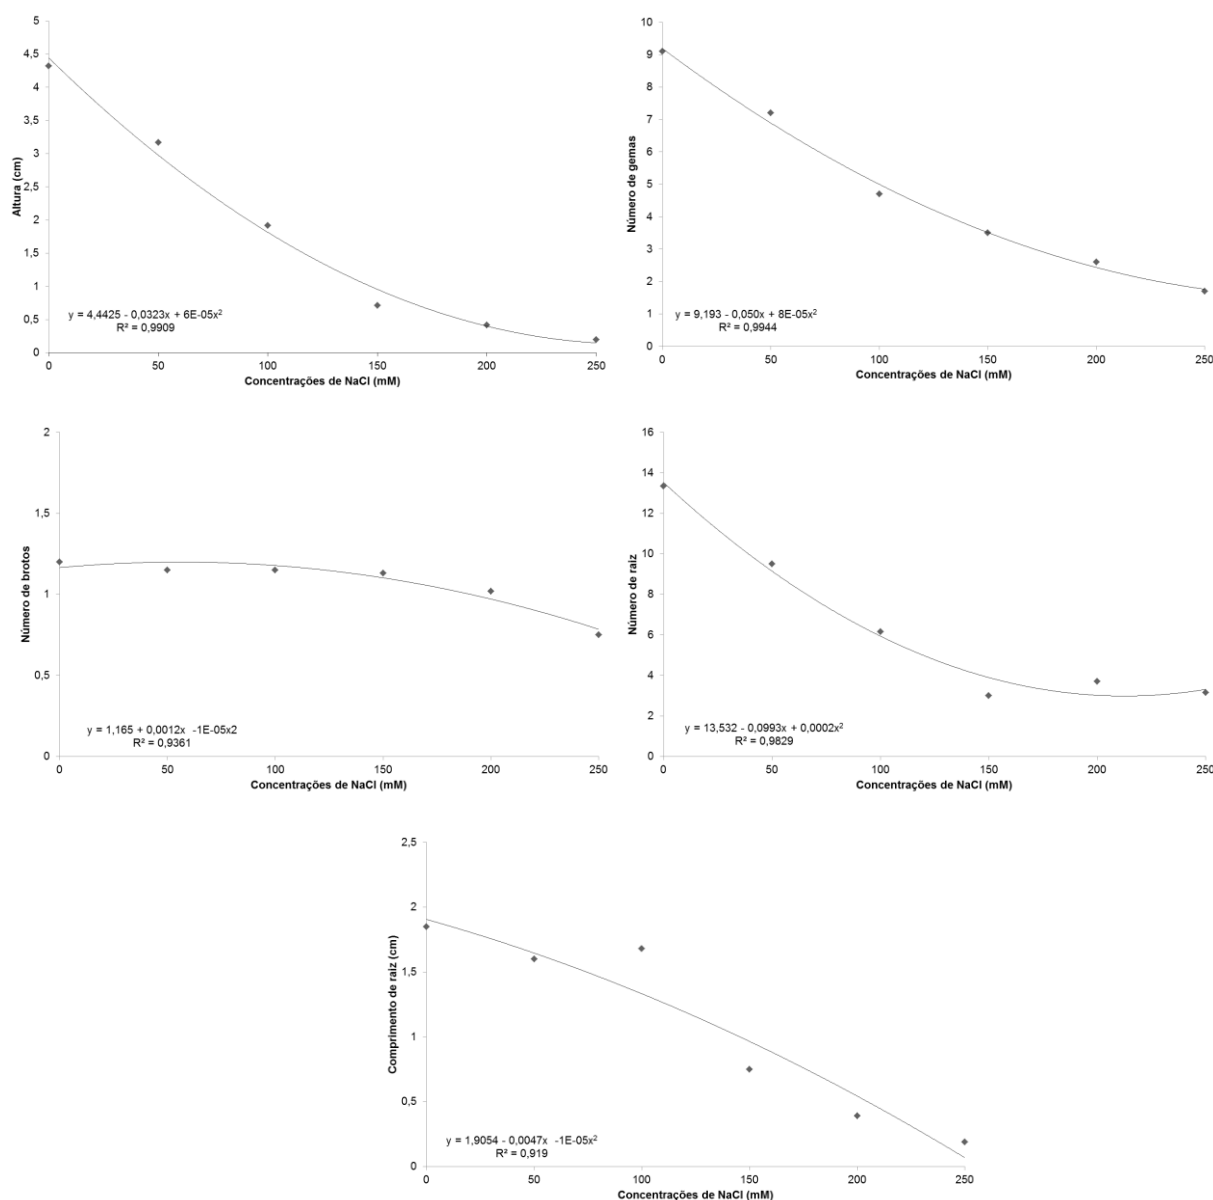 5
4,5
4
3,5
3
2,5
2
1,5
1
0,5
0
Altura (cm)
y = 4,4425 - 0,0323x + 6E-05x²
R² = 0,9909
0 50 100 150 200 250
Concentrações de NaCl (mM)
10
9
8
7
6
5
4
3
2
1
0
Número de gemas
y = 9,193 - 0,050x + 8E-05x²
R² = 0,9944
0 50 100 150 200 250
Concentrações de NaCl (mM)
2
1,5
1
0,5
0
Número de brotos
y = 1,165 + 0,0012x -1E-05x2
R² = 0,9361
0 50 100 150 200 250
Concentrações de NaCl (mM)
16
14
12
10
8
6
4
2
0
Número de raiz
y = 13,532 - 0,0993x + 0,0002x²
R² = 0,9829
0 50 100 150 200 250
Concentrações de NaCl (mM)
2,5
2
1,5
1
0,5
0
Comprimento de raiz (cm)
y = 1,9054 - 0,0047x -1E-05x²
R² = 0,919
0 50 100 150 200 250
Concentrações de NaCl (mM)